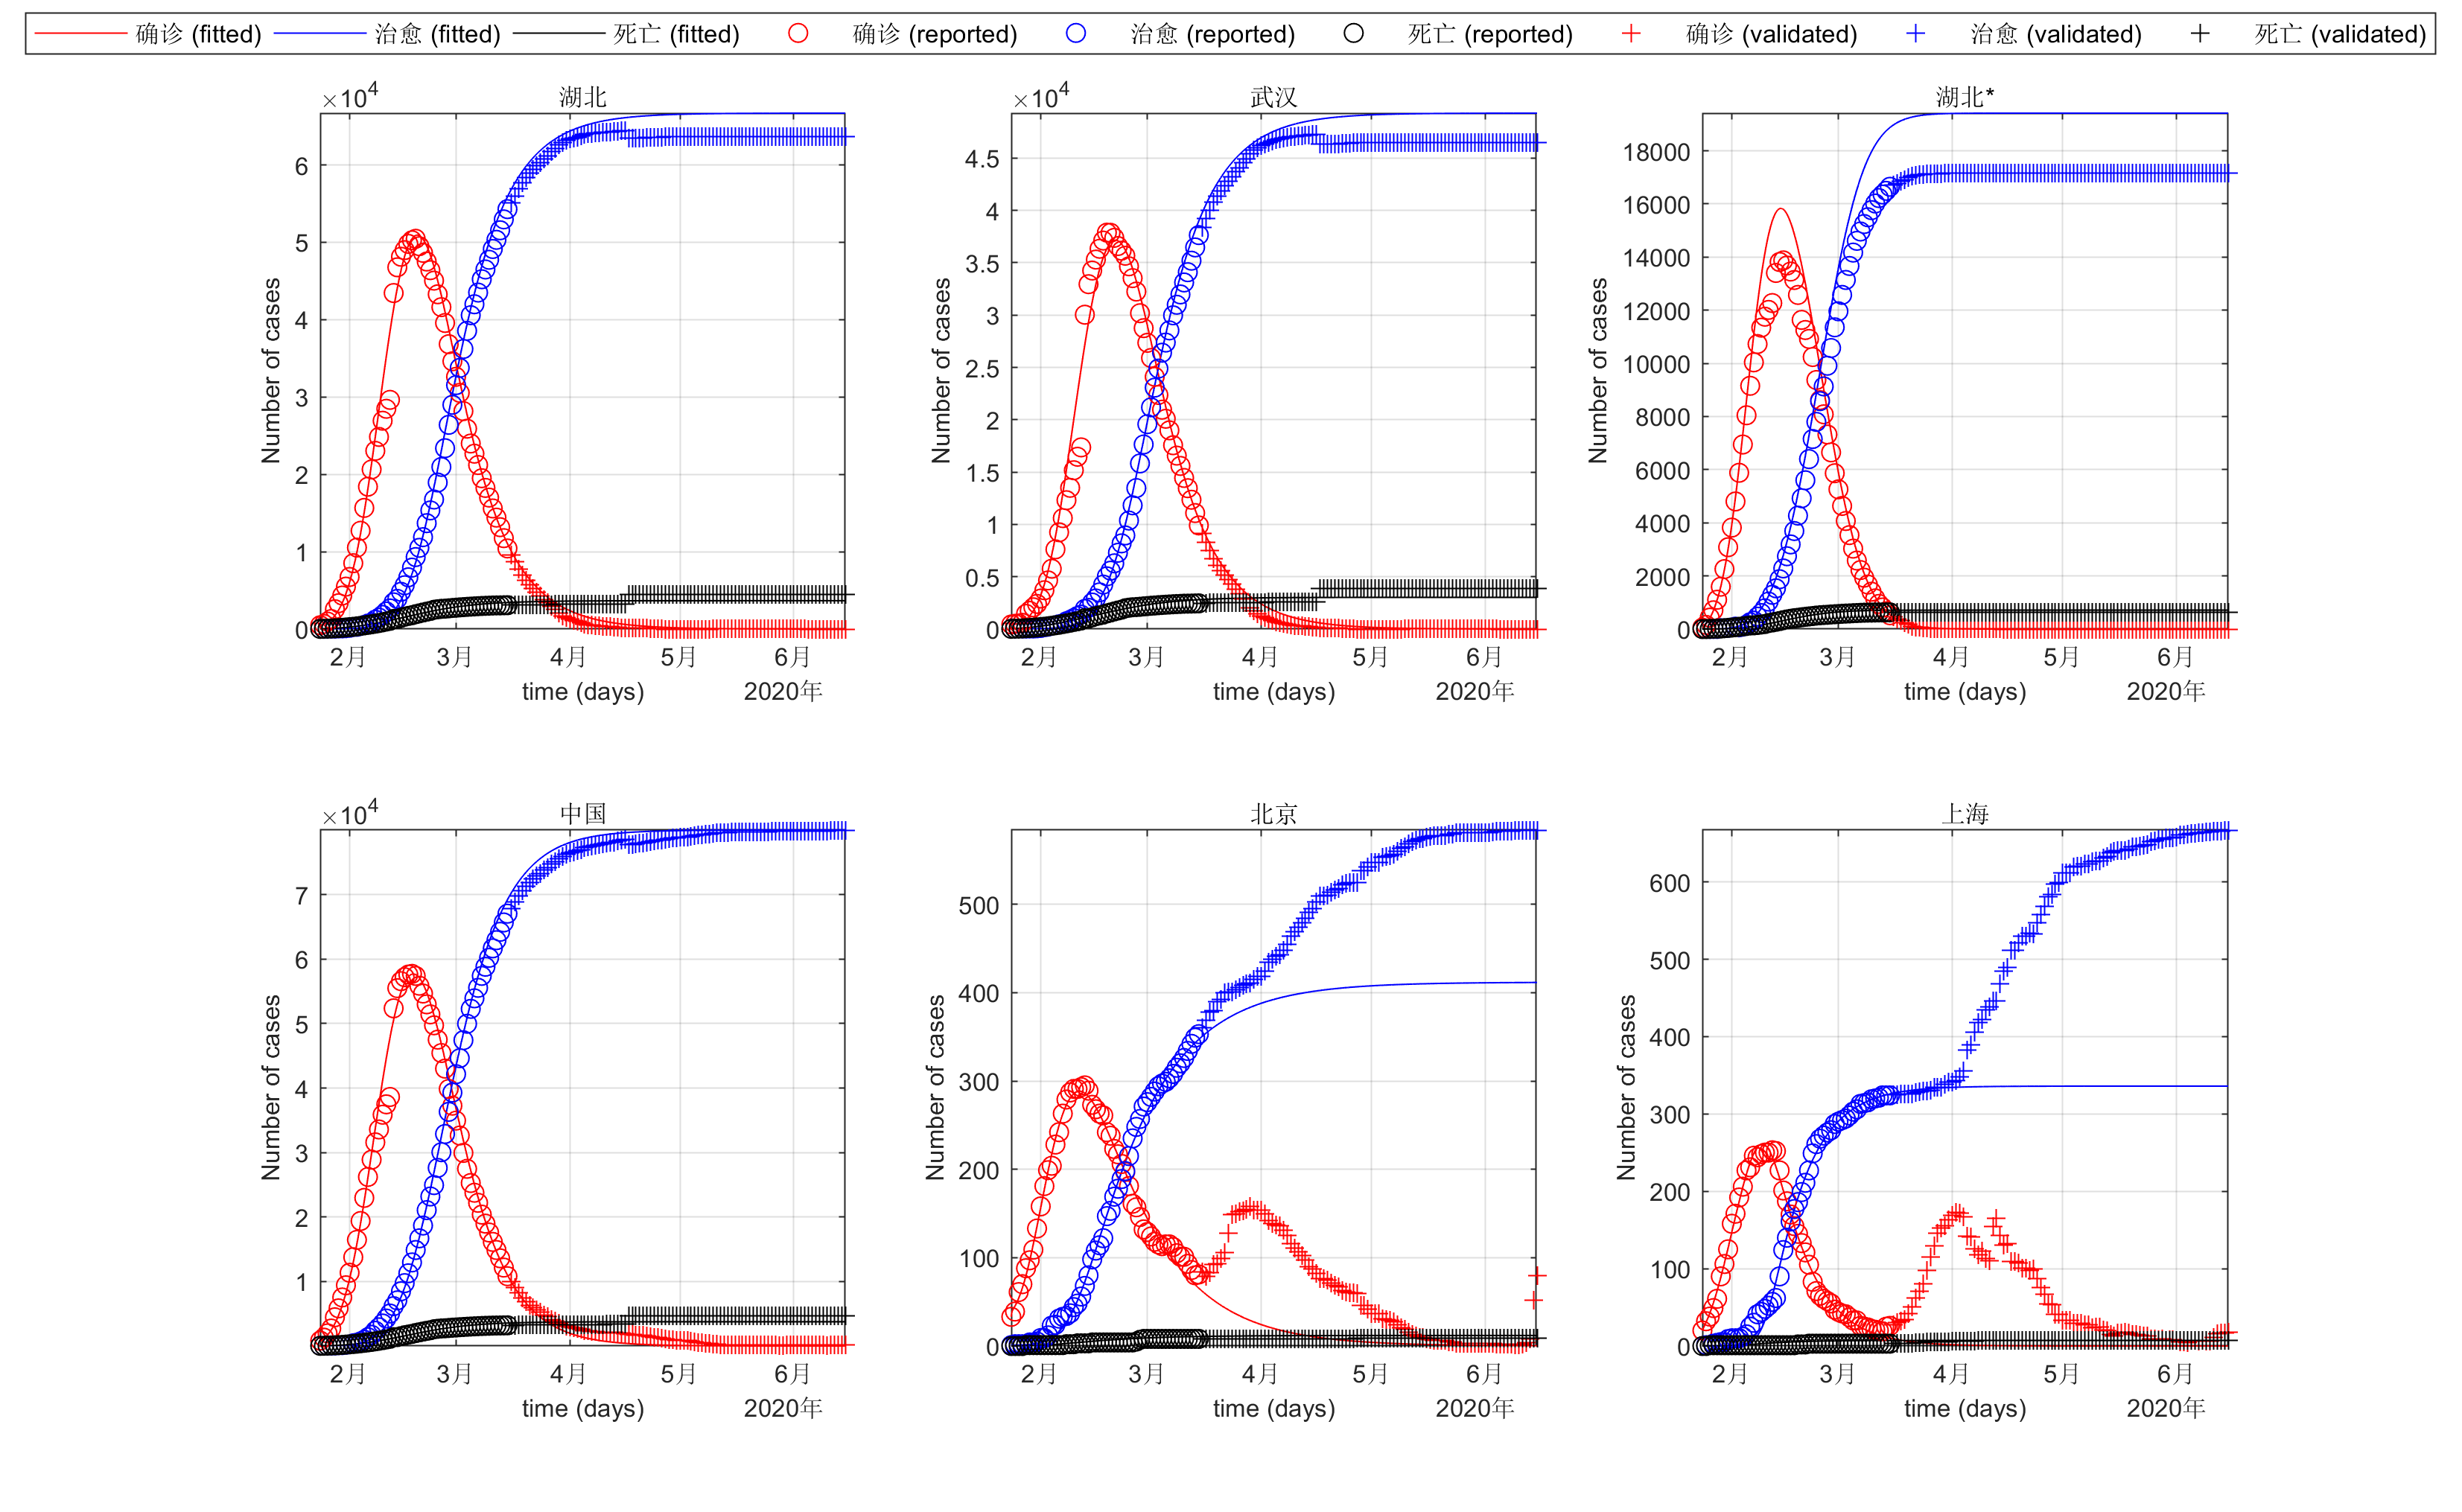 确诊 (fitted) 治愈 (fitted) 死亡 (fitted) 确诊 (reported) 治愈 (reported) 死亡 (reported) 确诊 (validated) 治愈 (validated) 死亡 (validated)
×10^4
湖北
Number of cases
6
5
4
3
2
1
0
2月 3月 4月 5月 6月
time (days) 2020年
×10^4
武汉
Number of cases
4.5
4
3.5
3
2.5
2
1.5
1
0.5
0
2月 3月 4月 5月 6月
time (days) 2020年
湖北*
Number of cases
18000
16000
14000
12000
10000
8000
6000
4000
2000
0
2月 3月 4月 5月 6月
time (days) 2020年
×10^4
中国
Number of cases
7
6
5
4
3
2
1
2月 3月 4月 5月 6月
time (days) 2020年
北京
Number of cases
500
400
300
200
100
0
2月 3月 4月 5月 6月
time (days) 2020年
上海
Number of cases
600
500
400
300
200
100
0
2月 3月 4月 5月 6月
time (days) 2020年